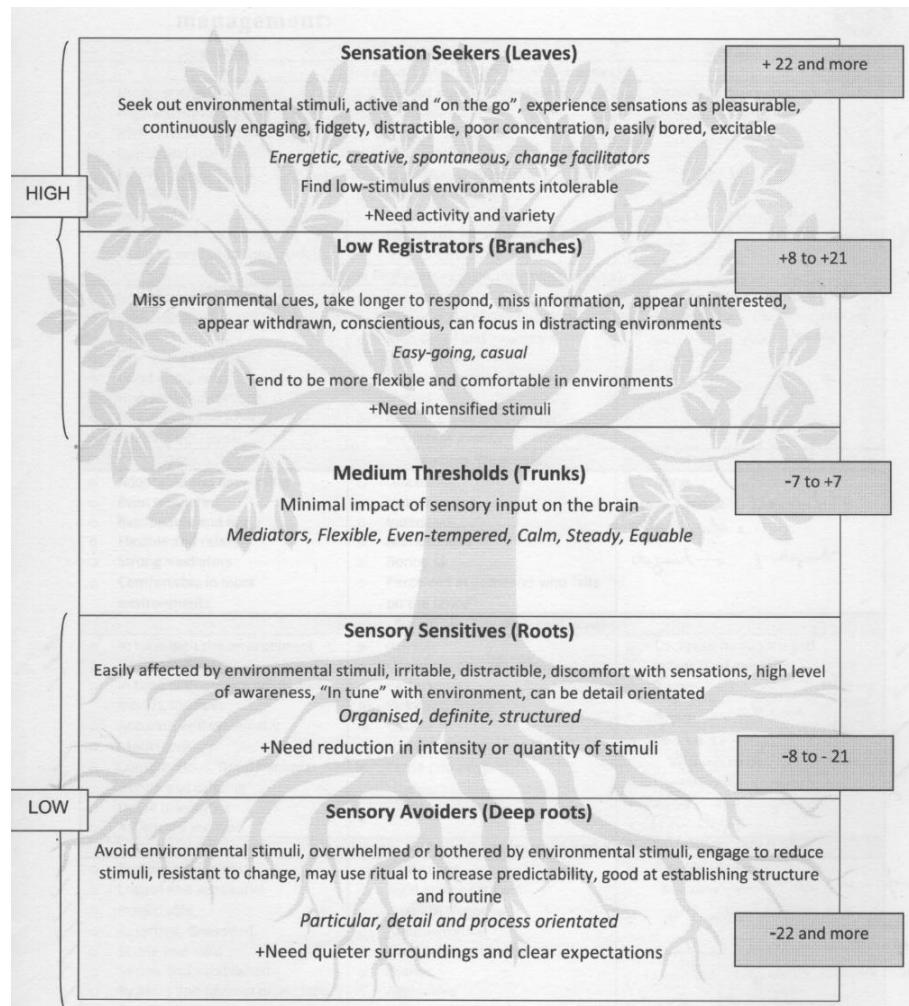 management
Sensation Seekers (Leaves)
+ 22 and more
Seek out environmental stimuli, active and “on the go”, experience sensations as pleasurable,
continuously engaging, fidgety, distractible, poor concentration, easily bored, excitable
Energetic, creative, spontaneous, change facilitators
Find low-stimulus environments intolerable
+Need activity and variety
HIGH
Low Registrators (Branches)
+8 to +21
Miss environmental cues, take longer to respond, miss information, appear uninterested,
appear withdrawn, conscientious, can focus in distracting environments
Easy-going, casual
Tend to be more flexible and comfortable in environments
+Need intensified stimuli
Medium Thresholds (Trunks)
-7 to +7
Minimal impact of sensory input on the brain
Mediators, Flexible, Even-tempered, Calm, Steady, Equable
Sensory Sensitives (Roots)
Easily affected by environmental stimuli, irritable, distractible, discomfort with sensations, high level
of awareness, “In tune” with environment, can be detail orientated
Organised, definite, structured
+Need reduction in intensity or quantity of stimuli
-8 to - 21
LOW
Sensory Avoiders (Deep roots)
Avoid environmental stimuli, overwhelmed or bothered by environmental stimuli, engage to reduce
stimuli, resistant to change, may use ritual to increase predictability, good at establishing structure
and routine
Particular, detail and process orientated
+Need quieter surroundings and clear expectations
-22 and more